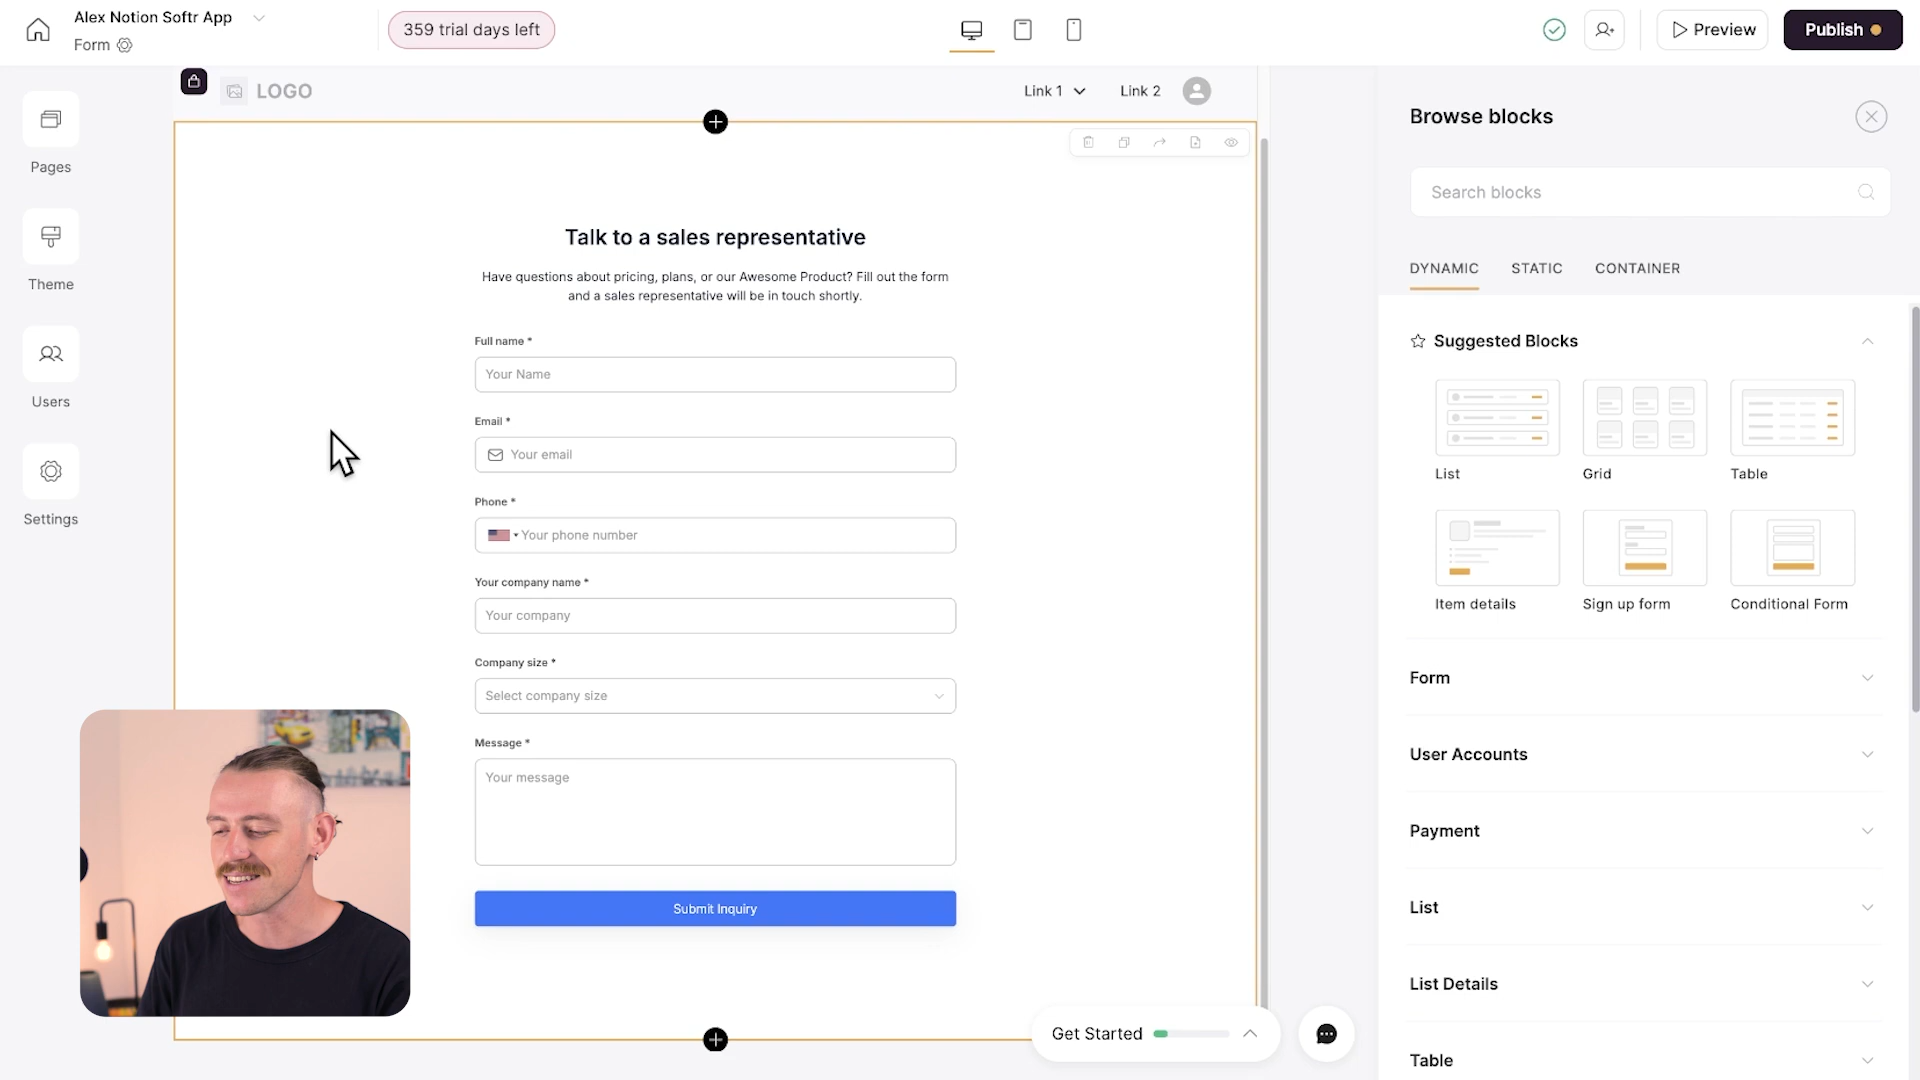 Alex Notion Softr App
Form
359 trial days left
Preview
Publish
Pages
Theme
Users
Settings
LOGO
Link 1
Link 2
Talk to a sales representative
Have questions about pricing, plans, or our Awesome Product? Fill out the form
and a sales representative will be in touch shortly.
Full name *
Your Name
Email *
Your email
Phone *
Your phone number
Your company name *
Your company
Company size *
Select company size
Message *
Your message
Submit Inquiry
Get Started
Browse blocks
Search blocks
DYNAMIC STATIC CONTAINER
Suggested Blocks
List Grid Table
Item details Sign up form Conditional Form
Form
User Accounts
Payment
List
List Details
Table